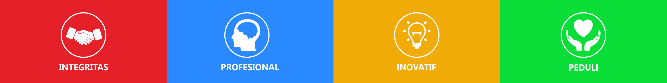 INTEGRITAS
PROFESIONAL
INOVATIF
PEDULI